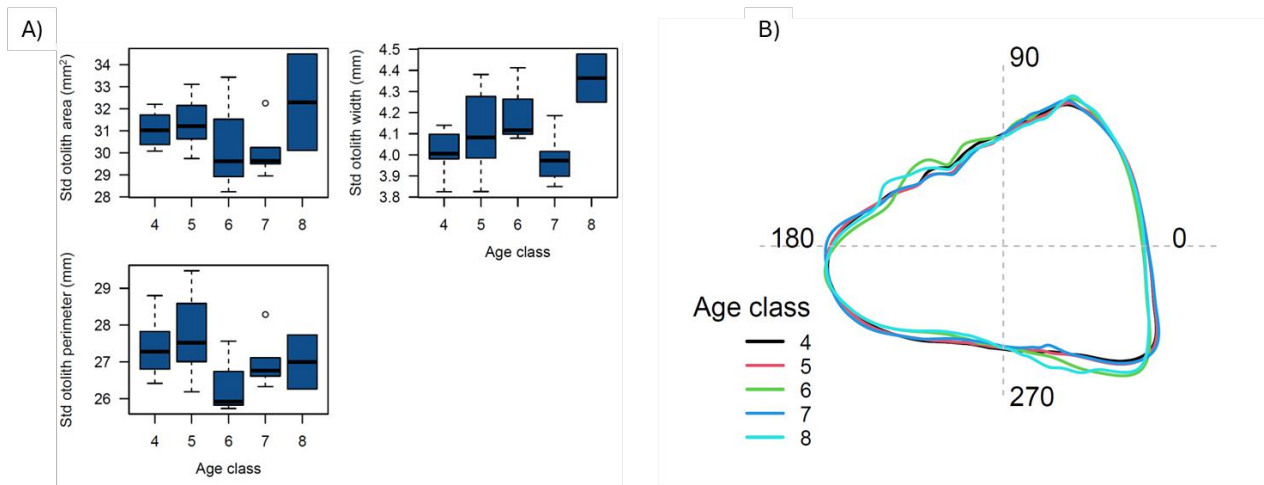 A)
Std otolith area (mm²)
34
33
32
31
30
29
28
4 5 6 7 8
Std otolith width (mm)
4.5
4.4
4.3
4.2
4.1
4.0
3.9
3.8
4 5 6 7 8
Age class
Std otolith perimeter (mm)
29
28
27
26
4 5 6 7 8
Age class
B)
90
180
0
270
Age class
4
5
6
7
8